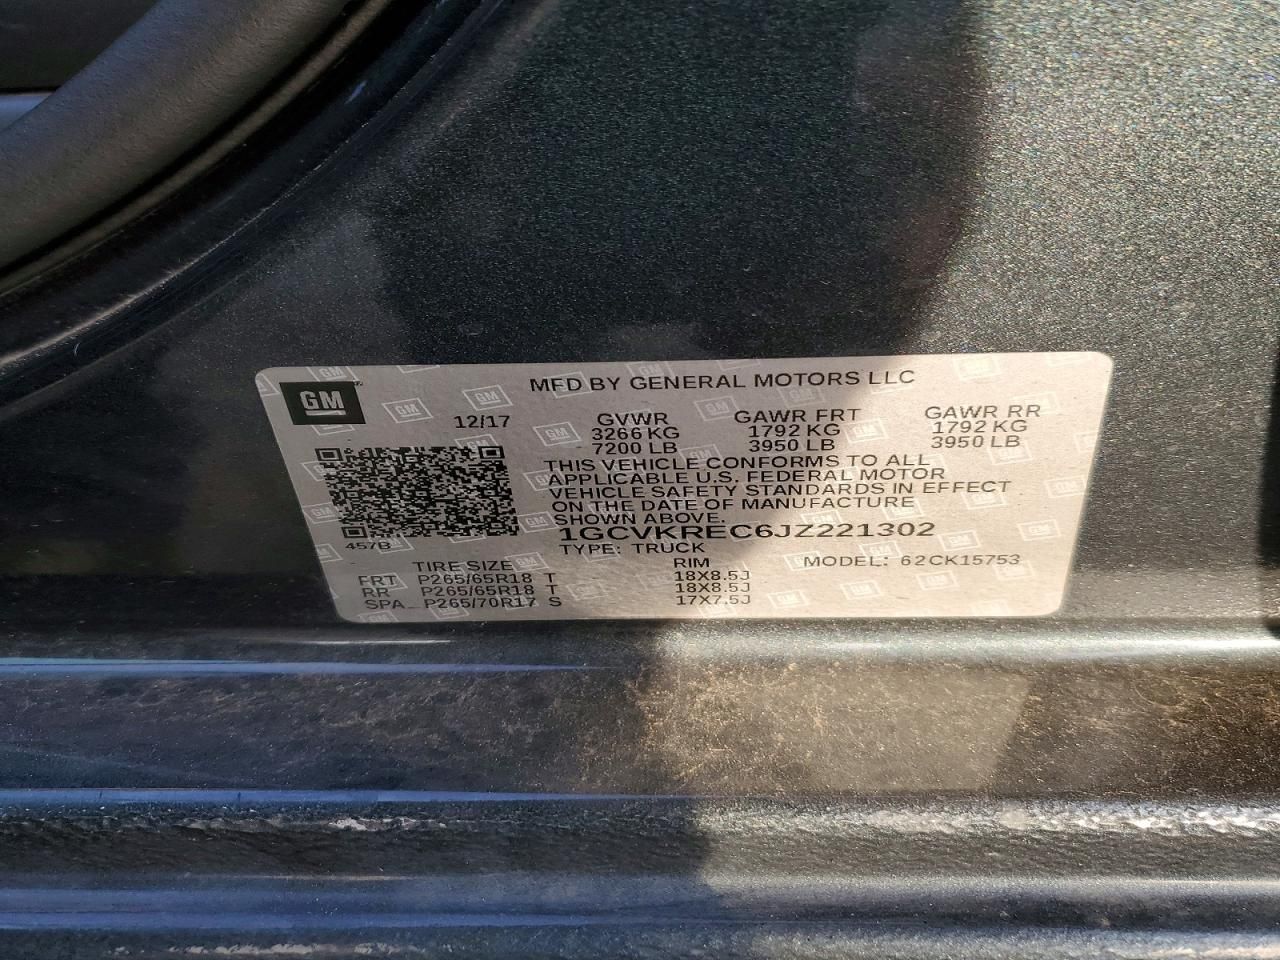 GM
MFD BY GENERAL MOTORS LLC
12/17 GVWR GAWR FRT GAWR RR
3266 KG 1792 KG 1792 KG
7200 LB 3950 LB 3950 LB
THIS VEHICLE CONFORMS TO ALL
APPLICABLE U.S. FEDERAL MOTOR
VEHICLE SAFETY STANDARDS IN EFFECT
ON THE DATE OF MANUFACTURE
SHOWN ABOVE.
1GCVKREC6JZ221302
457B TYPE: TRUCK
TIRE SIZE RIM MODEL: 62CK15753
FRT P265/65R18 T 18X8.5J
RR P265/65R18 T 18X8.5J
SPA P265/70R17 S 17X7.5J